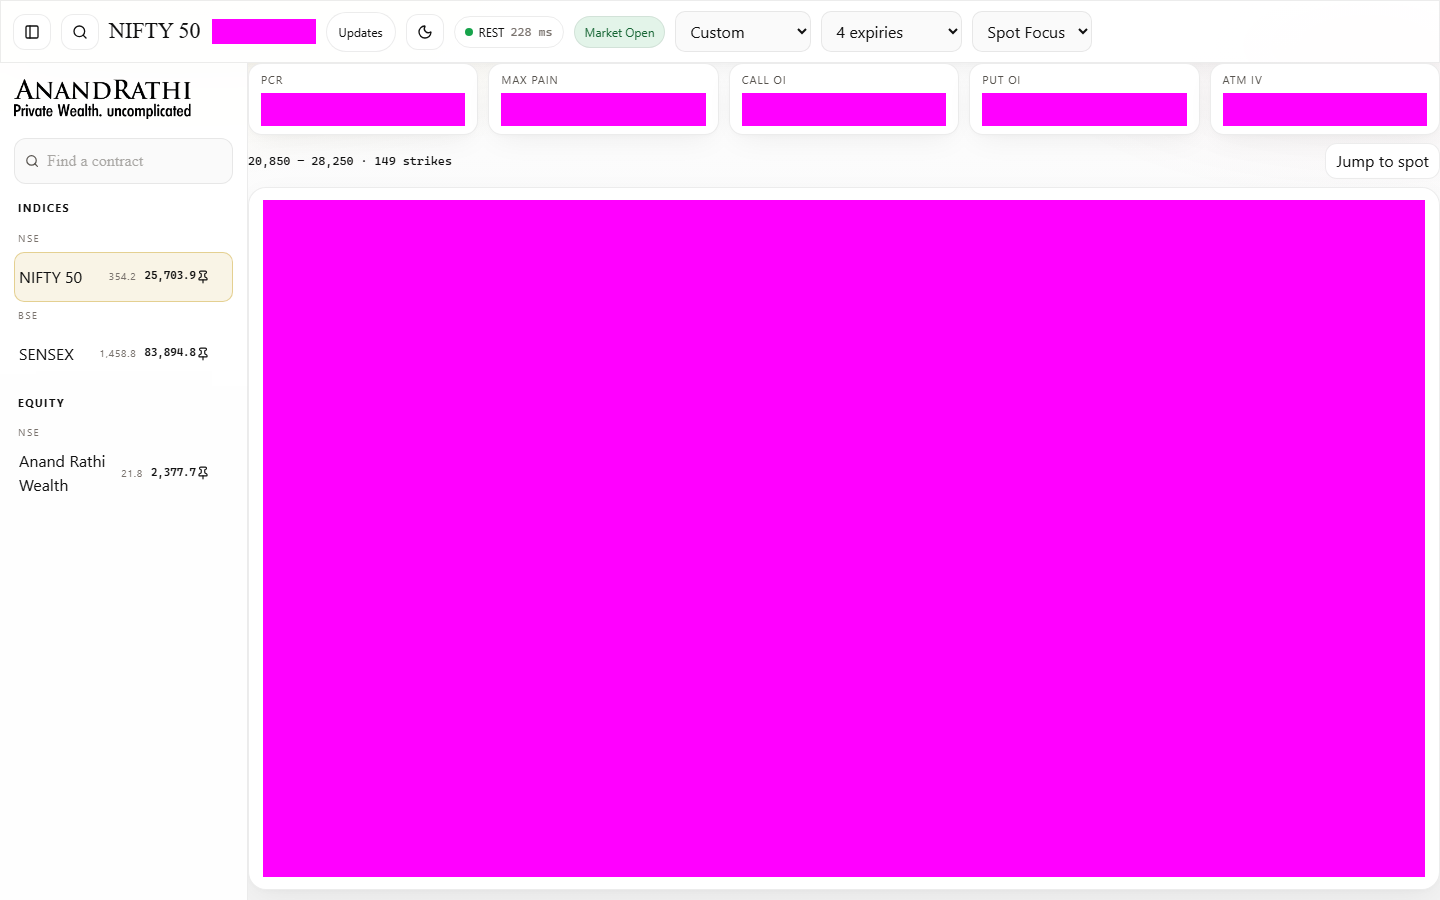 NIFTY 50
Updates
REST 228 ms
Market Open
Custom
4 expiries
Spot Focus
ANANDRATHI
Private Wealth. uncomplicated
Find a contract
INDICES
NSE
NIFTY 50 354.2 25,703.9
BSE
SENSEX 1,458.8 83,894.8
EQUITY
NSE
Anand Rathi
Wealth
21.8 2,377.7
PCR
MAX PAIN
CALL OI
PUT OI
ATM IV
20,850 – 28,250 · 149 strikes
Jump to spot